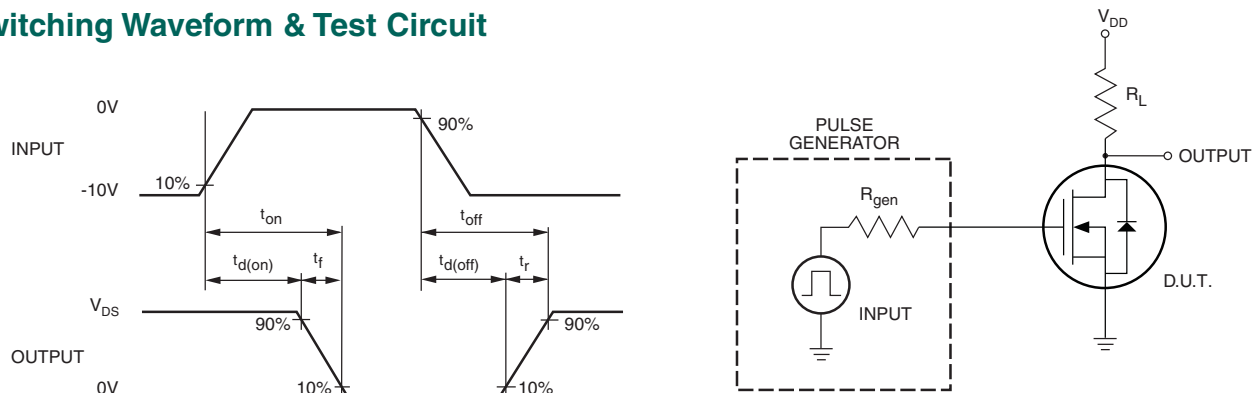 witching Waveform & Test Circuit
0V
INPUT
-10V
10%
90%
t_on
t_off
t_d(on)
t_f
t_d(off)
t_r
V_DS
90%
90%
OUTPUT
0V
10%
10%
V_DD
R_L
PULSE
GENERATOR
OUTPUT
R_gen
D.U.T.
INPUT